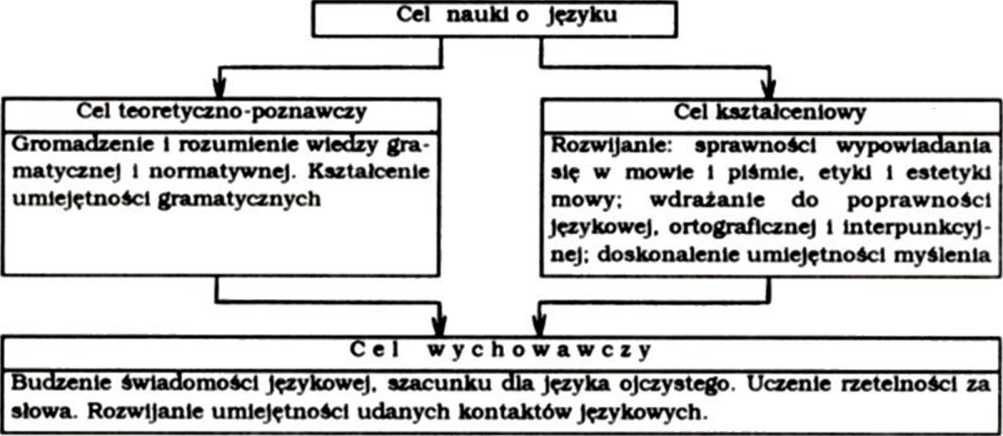 Cel nauki o języku
Cel teoretyczno-poznawczy
Gromadzenie i rozumienie wiedzy gra-
matycznej i normatywnej. Kształcenie
umiejętności gramatycznych
Cel kształceniowy
Rozwijanie: sprawności wypowiadania
się w mowie i piśmie, etyki i estetyki
mowy; wdrażanie do poprawności
językowej, ortograficznej i interpunkcyj-
nej; doskonalenie umiejętności myślenia
Cel wychowawczy
Budzenie świadomości językowej, szacunku dla języka ojczystego. Uczenie rzetelności za
słowa. Rozwijanie umiejętności udanych kontaktów językowych.